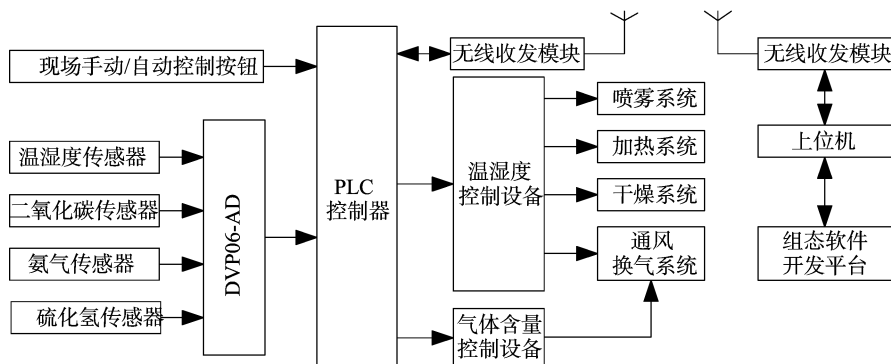 现场手动/自动控制按钮
温湿度传感器
二氧化碳传感器
氨气传感器
硫化氢传感器
DVP06-AD
PLC
控制器
无线收发模块
温湿度
控制设备
气体含量
控制设备
喷雾系统
加热系统
干燥系统
通风
换气系统
无线收发模块
上位机
组态软件
开发平台